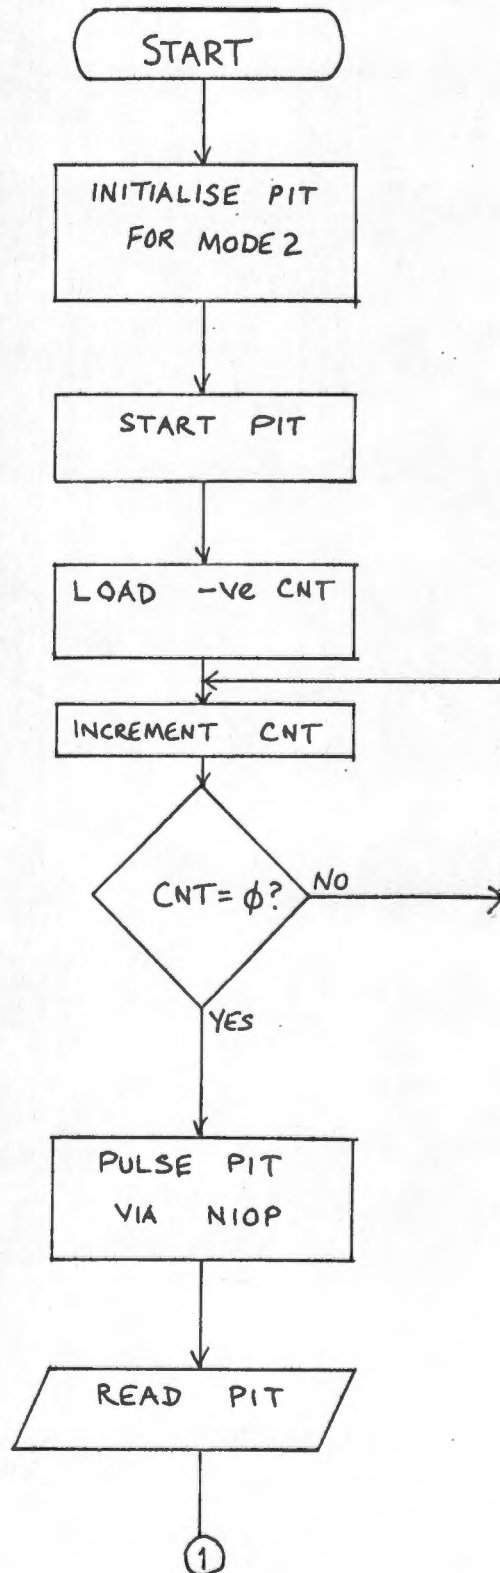 START
INITIALISE PIT
FOR MODE 2
START PIT
LOAD -ve CNT
INCREMENT CNT
CNT = φ?
NO
YES
PULSE PIT
VIA NIOP
READ PIT
1